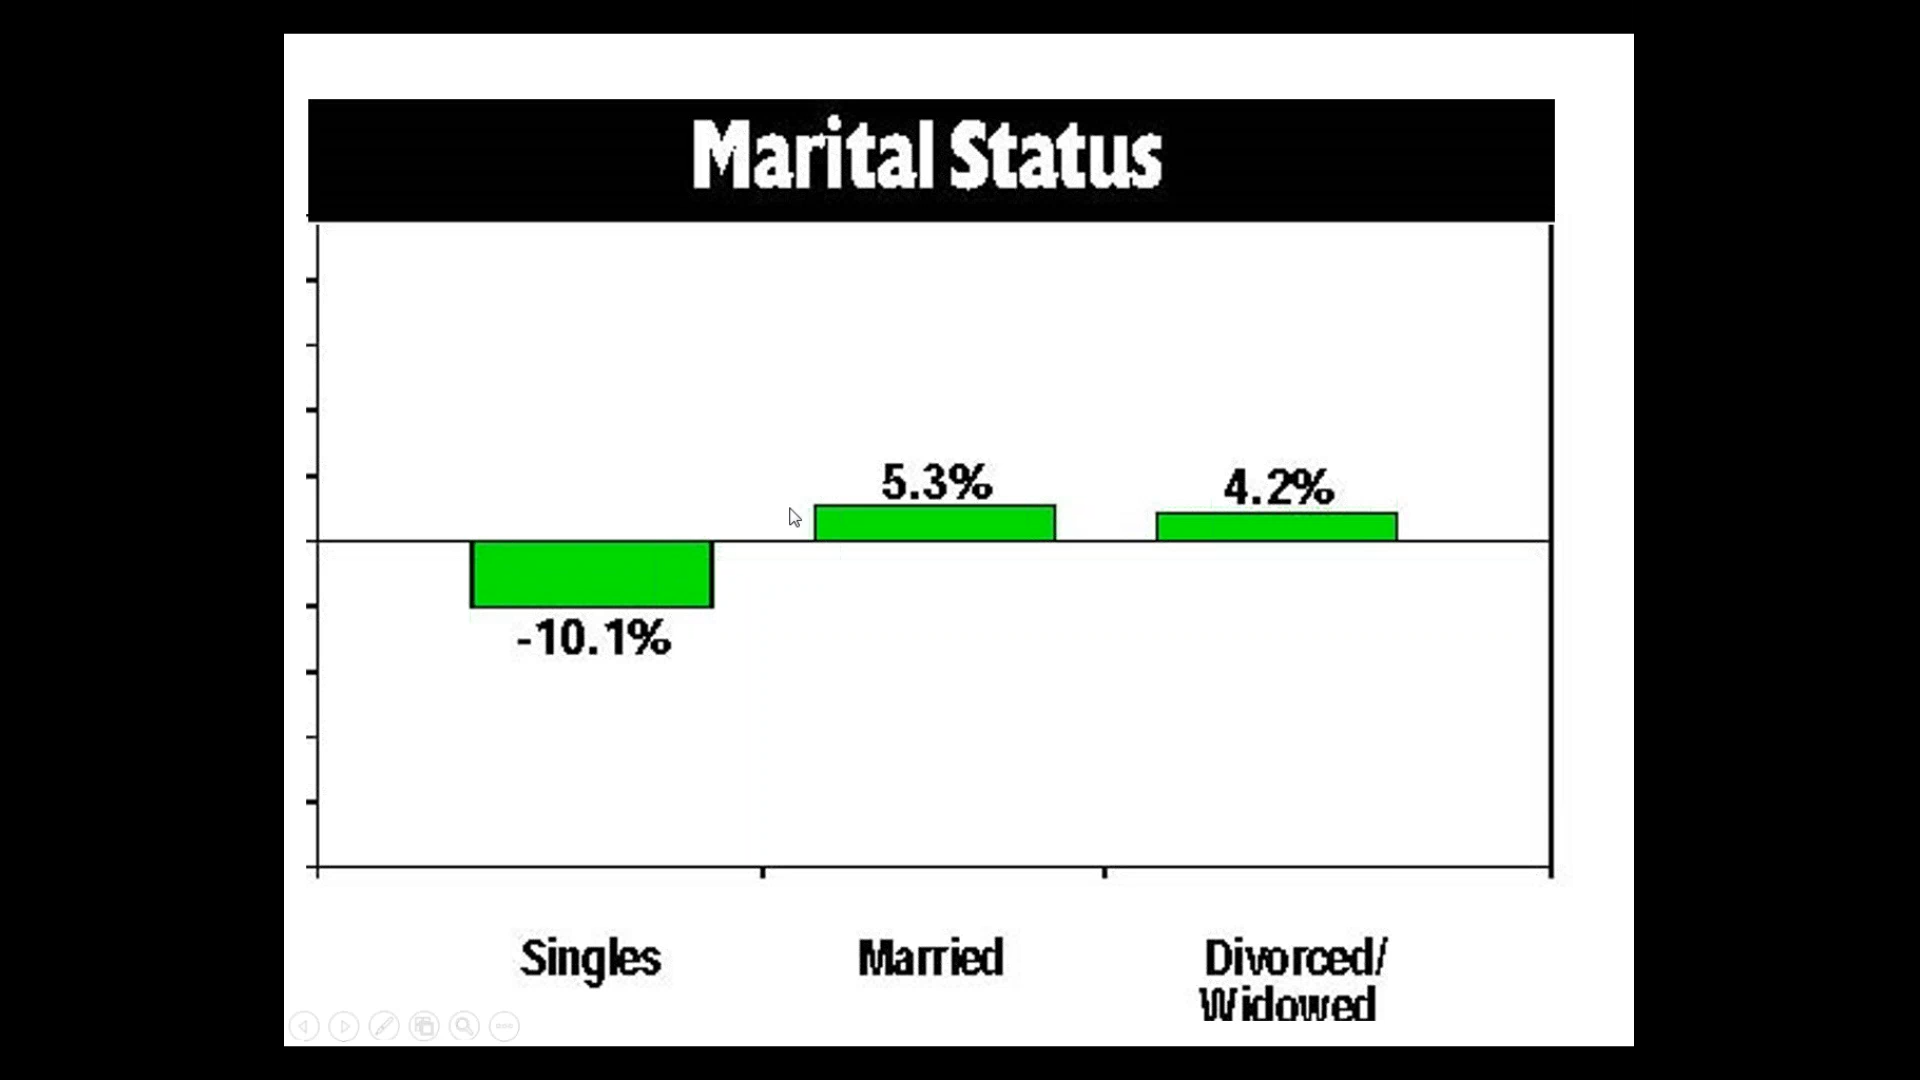 Marital Status
5.3%
4.2%
-10.1%
Singles
Married
Divorced/
Widowed